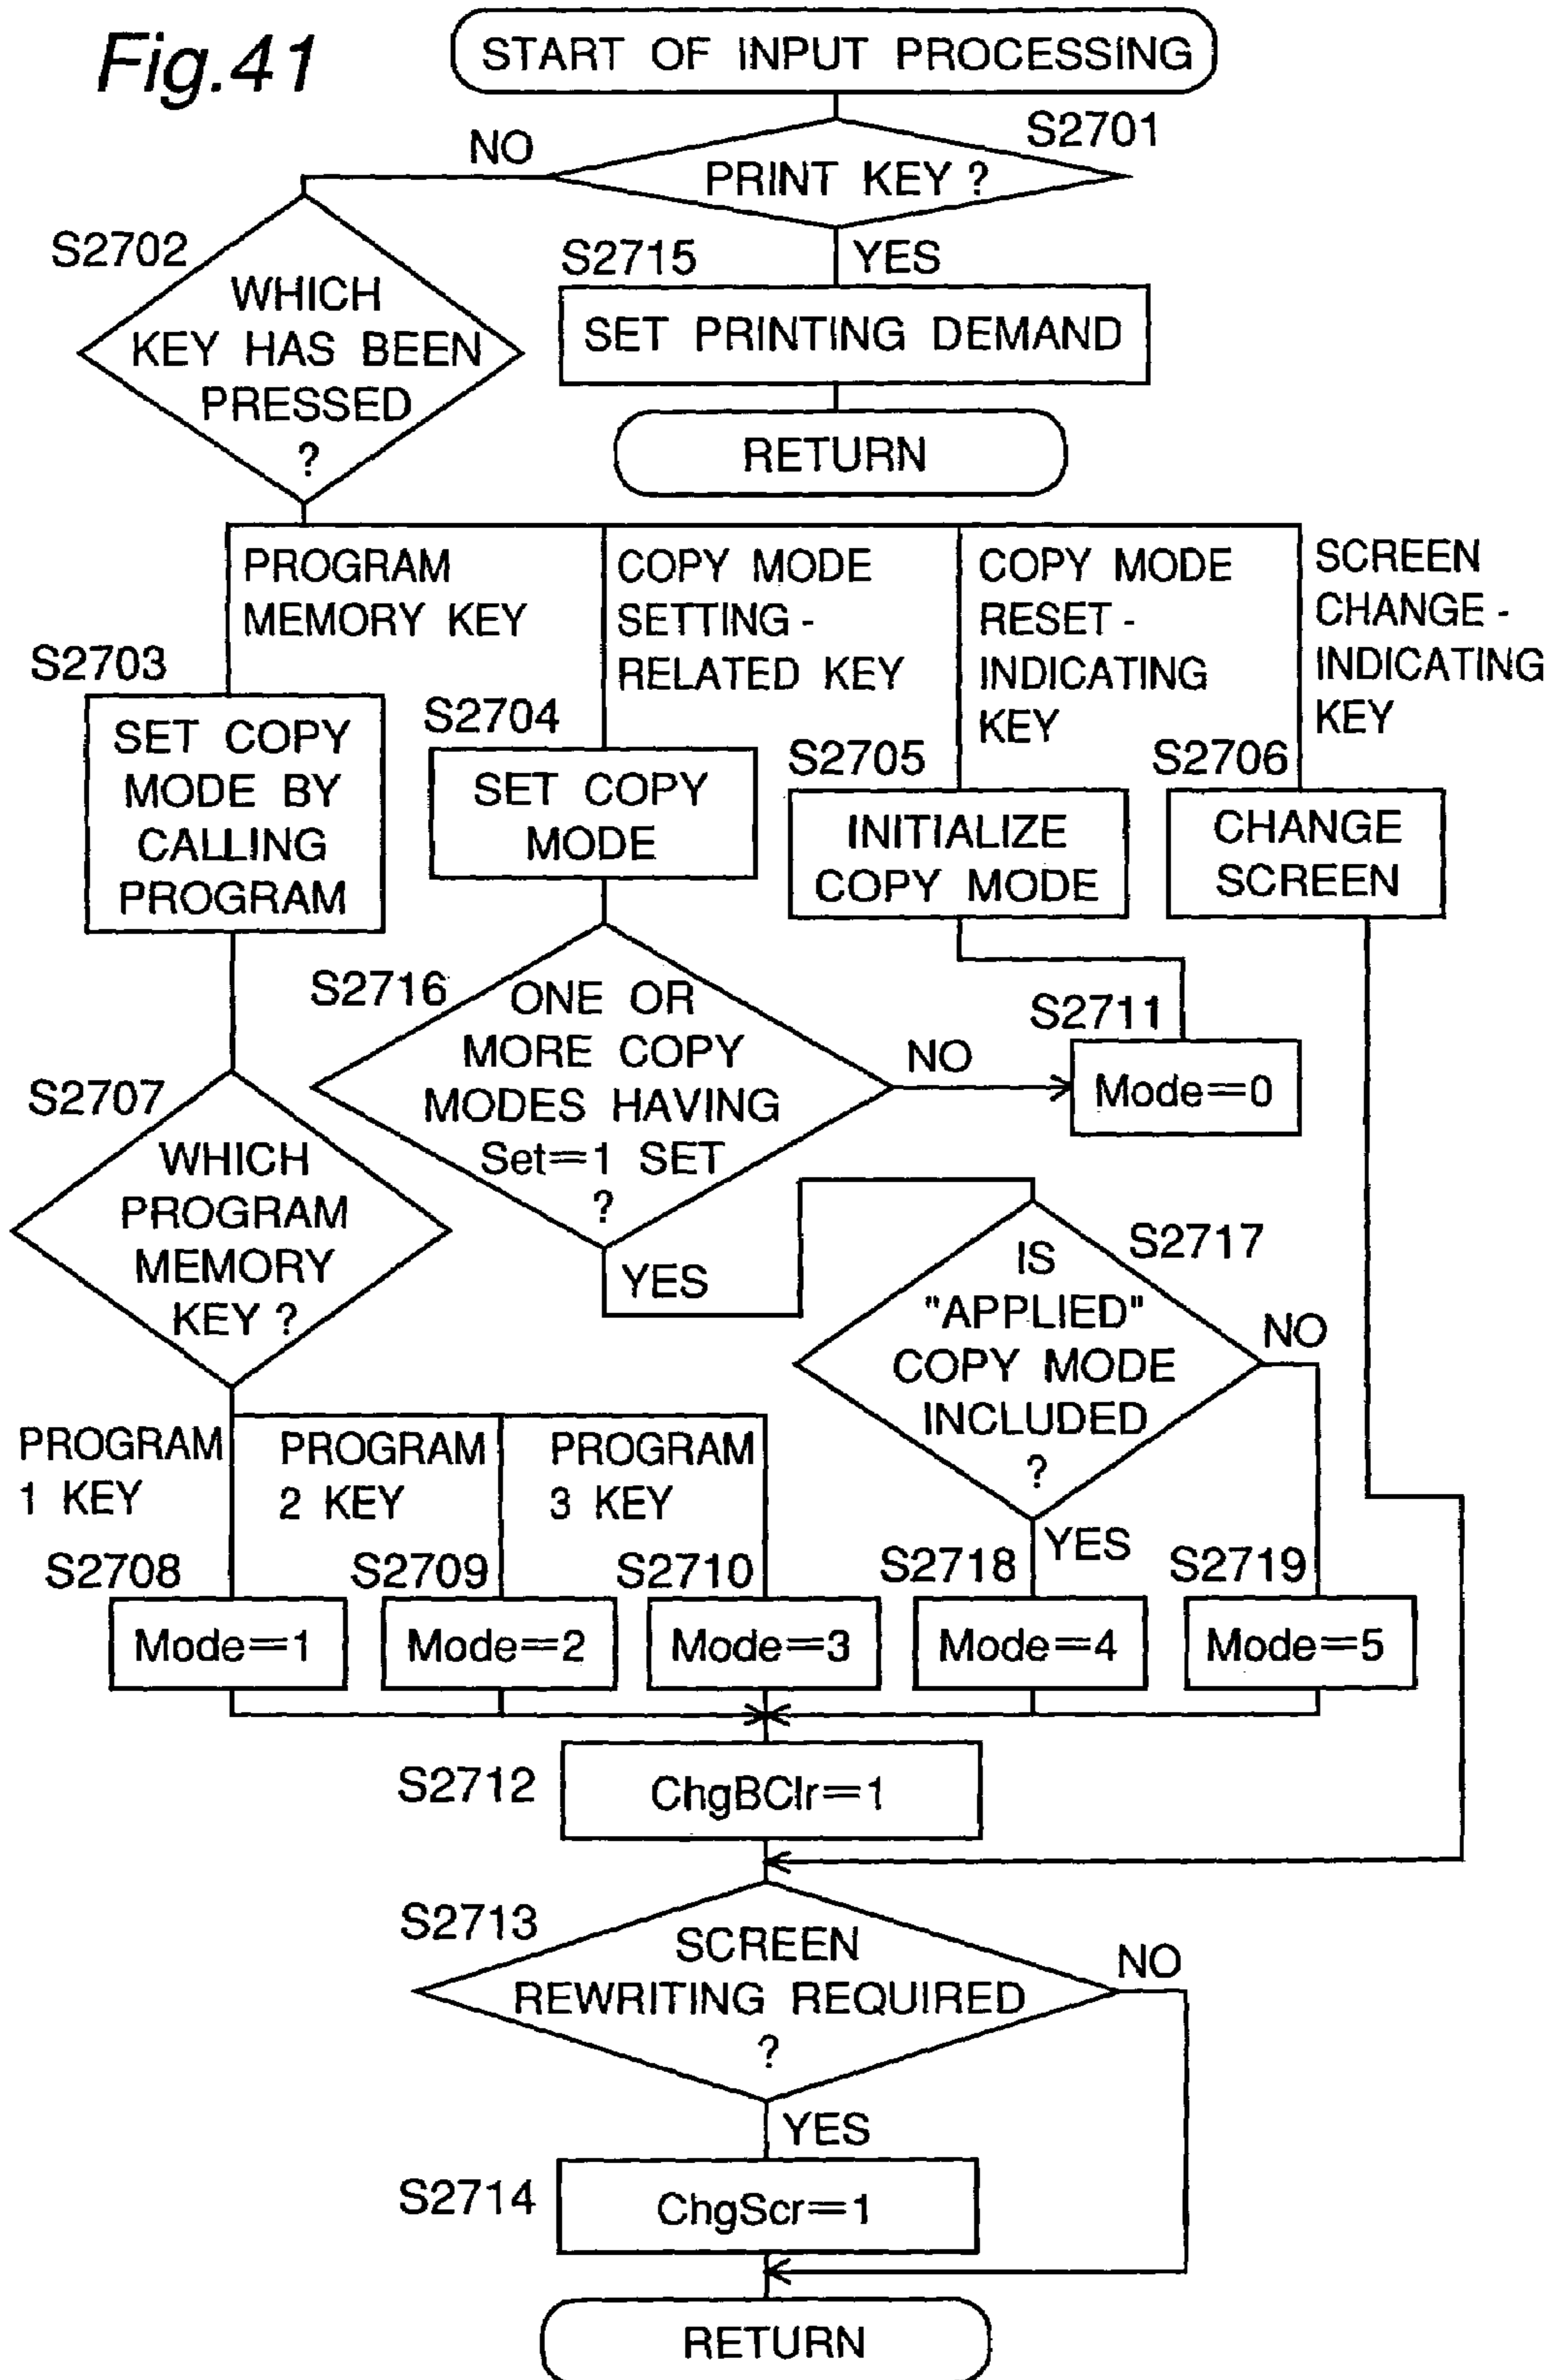 Fig.41
START OF INPUT PROCESSING
S2701
NO
PRINT KEY ?
S2702
WHICH
KEY HAS BEEN
PRESSED
?
S2715
YES
SET PRINTING DEMAND
RETURN
PROGRAM
MEMORY KEY
COPY MODE
SETTING -
RELATED KEY
COPY MODE
RESET -
INDICATING
KEY
SCREEN
CHANGE -
INDICATING
KEY
S2703
SET COPY
MODE BY
CALLING
PROGRAM
S2704
SET COPY
MODE
S2705
INITIALIZE
COPY MODE
S2706
CHANGE
SCREEN
S2716
ONE OR
MORE COPY
MODES HAVING
Set=1 SET
?
NO
S2711
Mode=0
S2707
WHICH
PROGRAM
MEMORY
KEY ?
YES
S2717
IS
"APPLIED"
COPY MODE
INCLUDED
?
NO
PROGRAM
1 KEY
PROGRAM
2 KEY
PROGRAM
3 KEY
YES
S2708
Mode=1
S2709
Mode=2
S2710
Mode=3
S2718
Mode=4
S2719
Mode=5
S2712
ChgBClr=1
S2713
SCREEN
REWRITING REQUIRED
?
NO
YES
S2714
ChgScr=1
RETURN